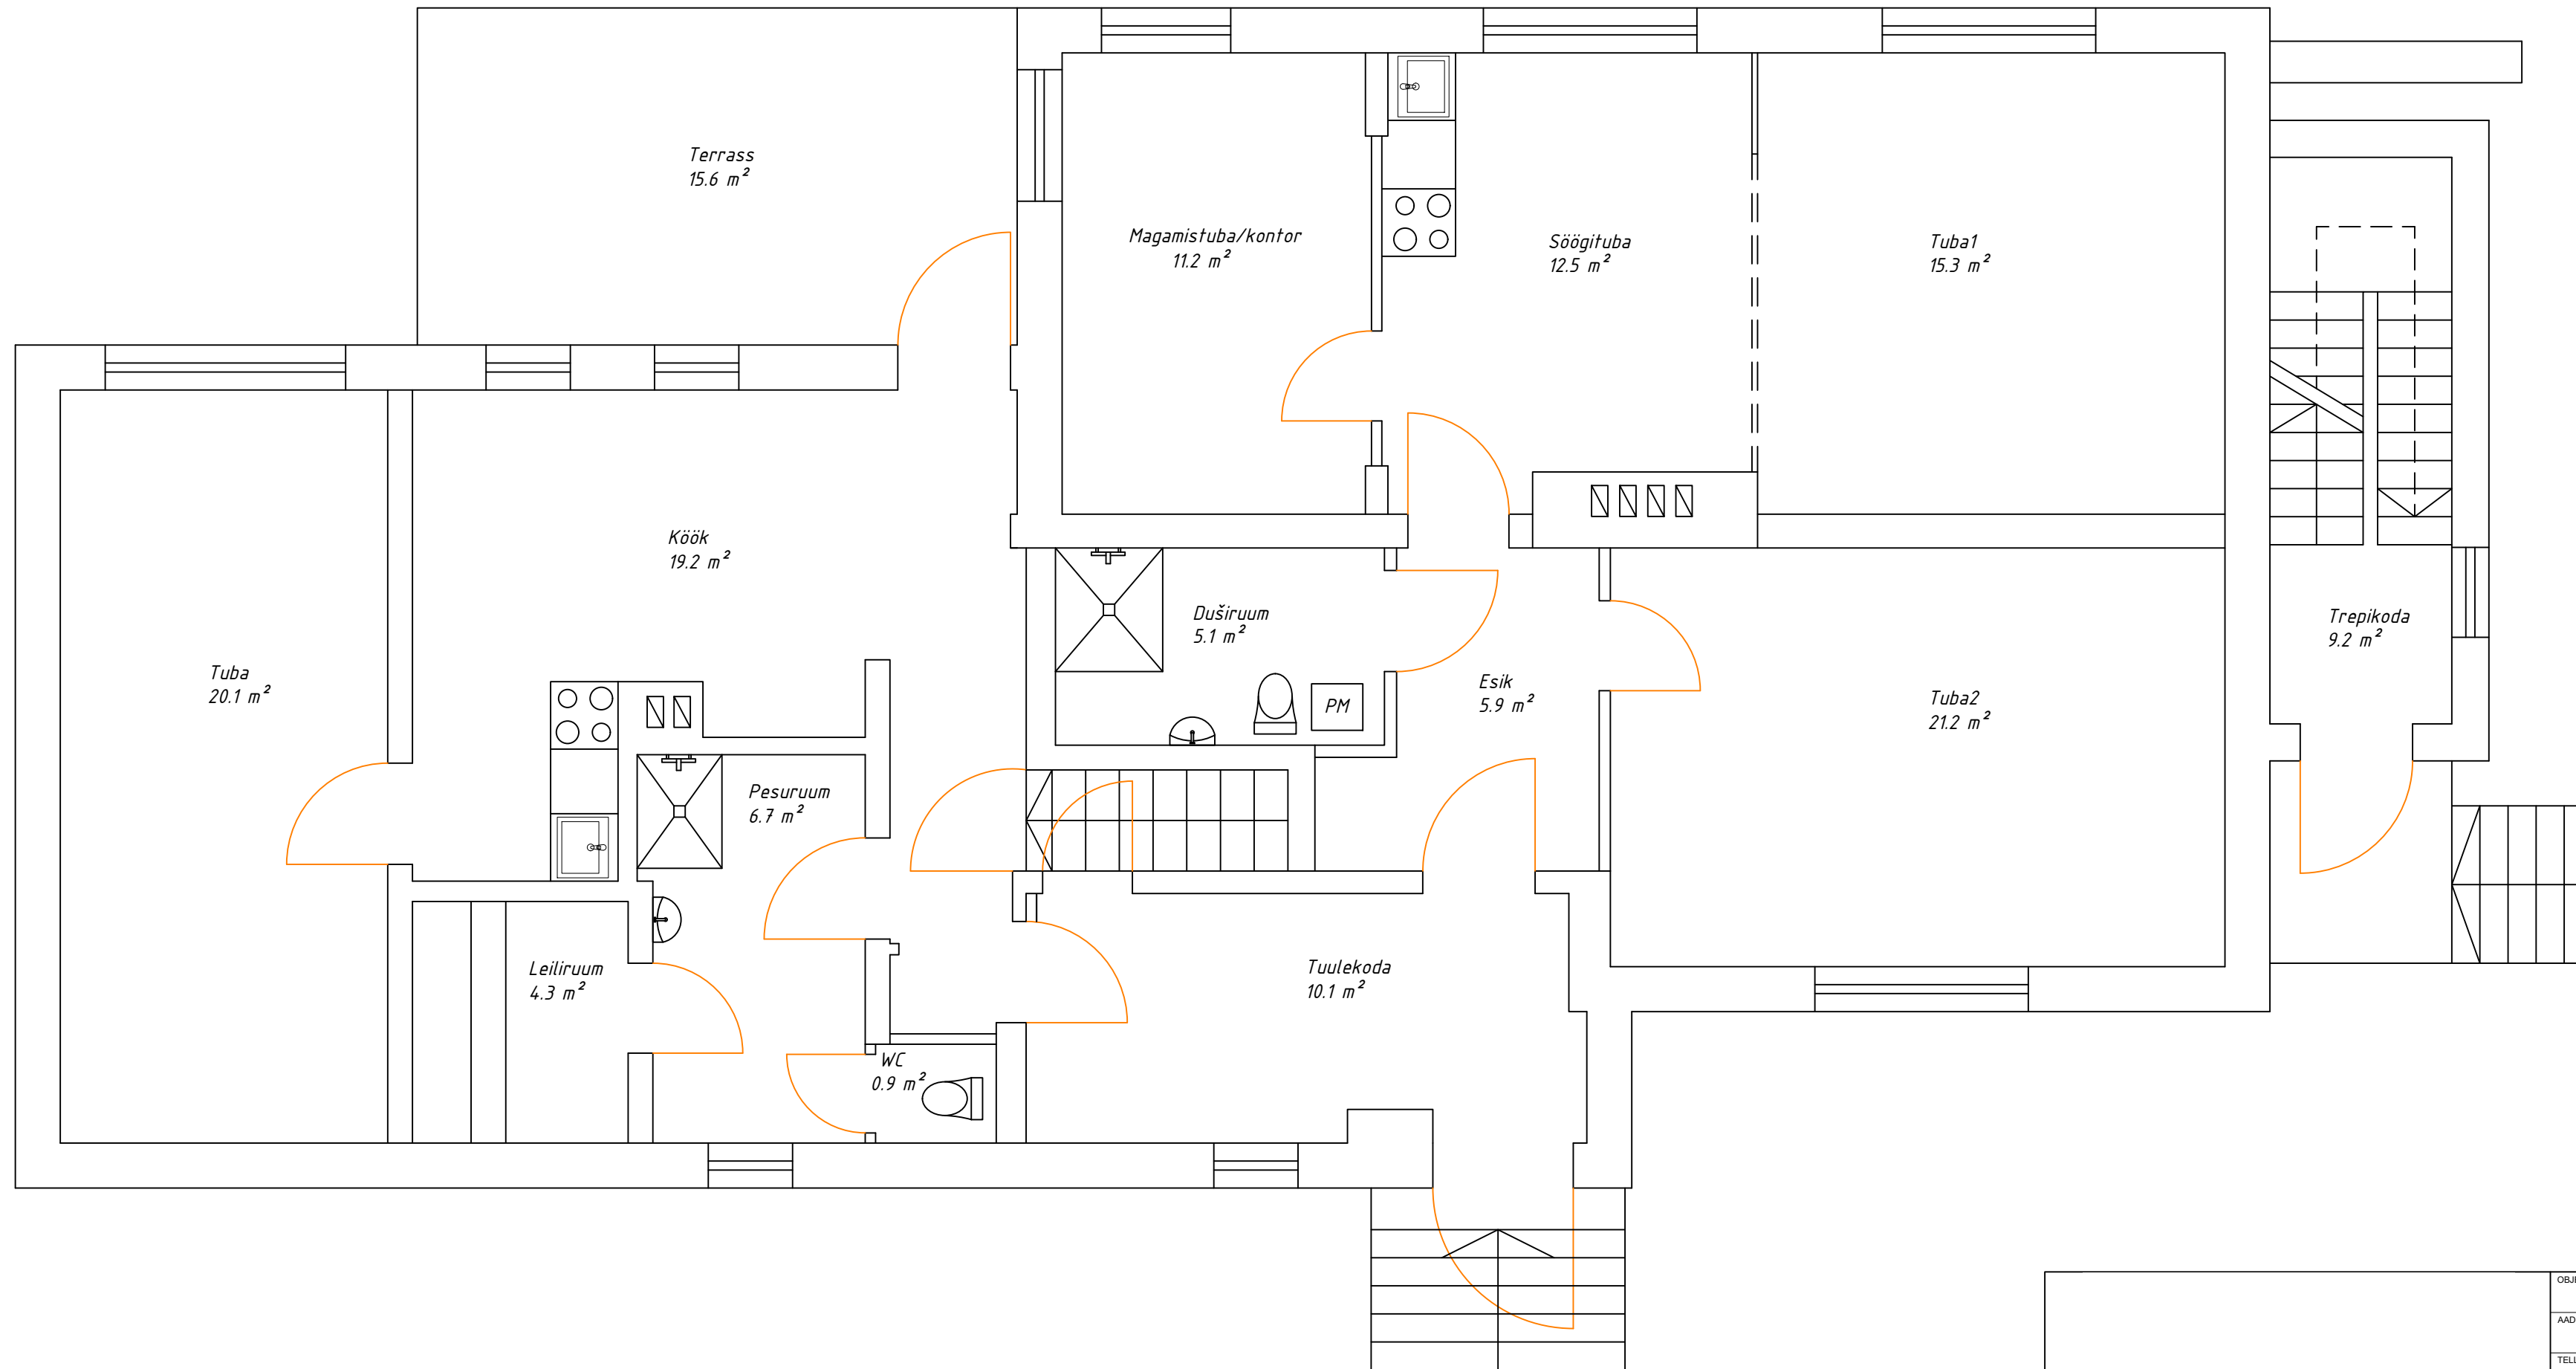 Terrass
15.6 m²
Magamistuba/kontor
11.2 m²
Söögituba
12.5 m²
Tuba1
15.3 m²
Köök
19.2 m²
Duširuum
5.1 m²
Trepikoda
9.2 m²
Tuba
20.1 m²
Esik
5.9 m²
PM
Tuba2
21.2 m²
Pesuruum
6.7 m²
Leiliruum
4.3 m²
Tuulekoda
10.1 m²
WC
0.9 m²